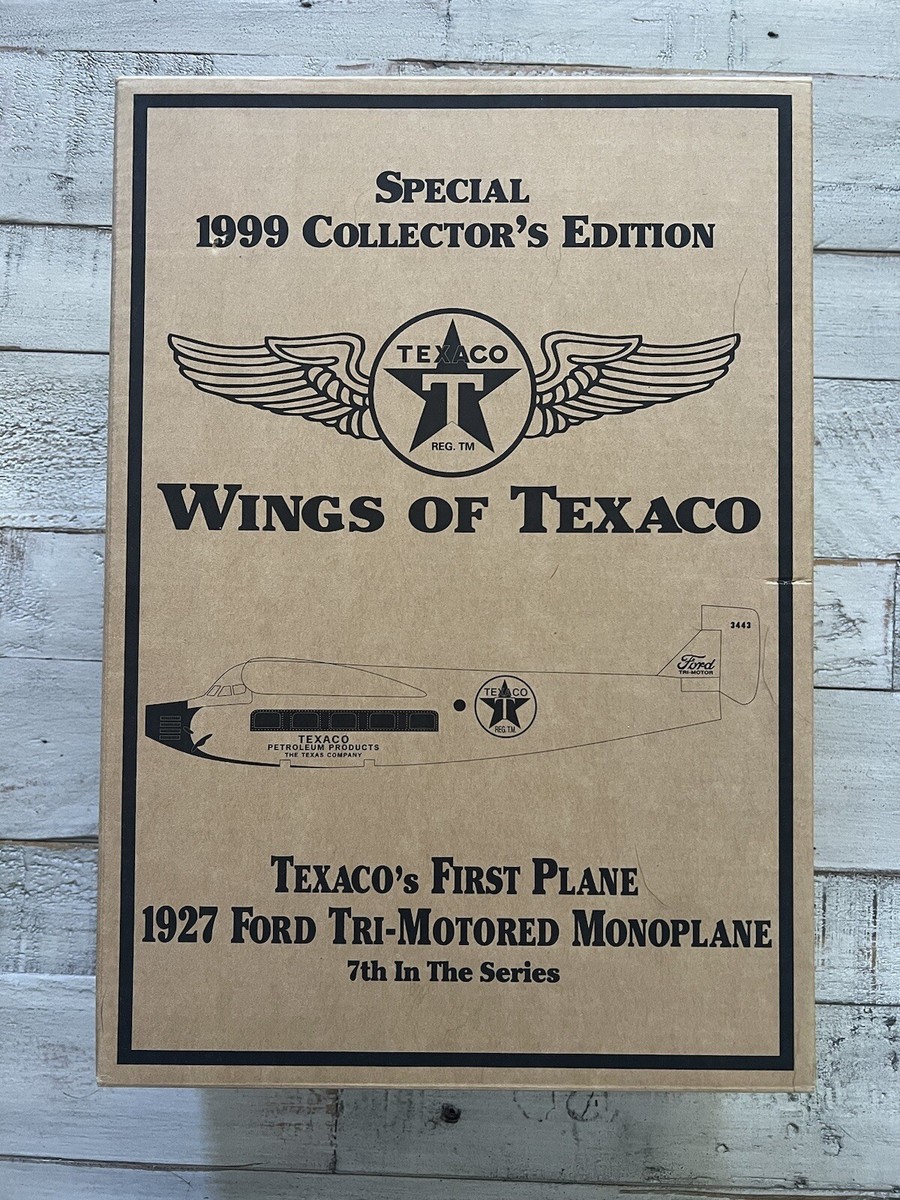 SPECIAL
1999 COLLECTOR'S EDITION
TEXACO
T
REG. TM
WINGS OF TEXACO
3443
Ford
TRI-MOTOR
TEXACO
T
REG. T.M.
TEXACO
PETROLEUM PRODUCTS
THE TEXAS COMPANY
TEXACO'S FIRST PLANE
1927 FORD TRI-MOTORED MONOPLANE
7th In The Series